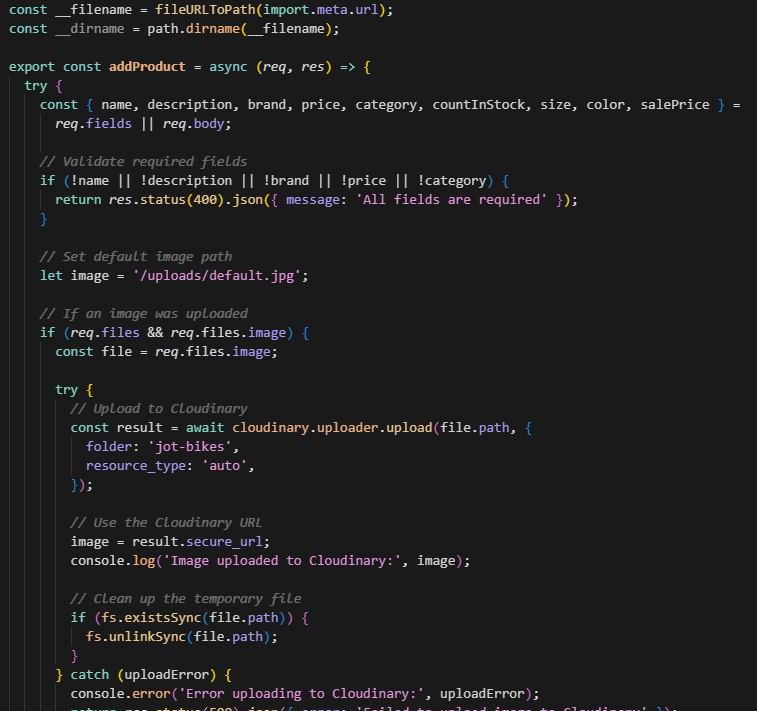 const __filename = fileURLToPath(import.meta.url);
const __dirname = path.dirname(__filename);
export const addProduct = async (req, res) => {
try {
const { name, description, brand, price, category, countInStock, size, color, salePrice } =
req.fields || req.body;
// Validate required fields
if (!name || !description || !brand || !price || !category) {
return res.status(400).json({ message: 'All fields are required' });
}
// Set default image path
let image = '/uploads/default.jpg';
// If an image was uploaded
if (req.files && req.files.image) {
const file = req.files.image;
try {
// Upload to Cloudinary
const result = await cloudinary.uploader.upload(file.path, {
folder: 'jot-bikes',
resource_type: 'auto',
});
// Use the Cloudinary URL
image = result.secure_url;
console.log('Image uploaded to Cloudinary:', image);
// Clean up the temporary file
if (fs.existsSync(file.path)) {
fs.unlinkSync(file.path);
}
} catch (uploadError) {
console.error('Error uploading to Cloudinary:', uploadError);
return res.status(500).json({ error: 'Failed to upload image to Cloudinary' });